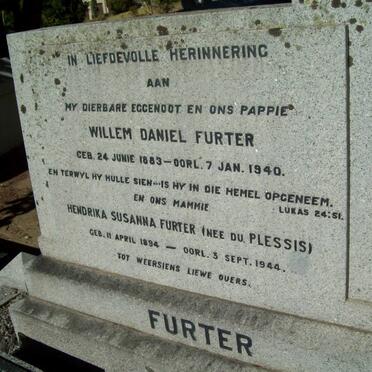 IN LIEFDEVOLLE HERINNERING
AAN
MY DIERBARE EGGENOOT EN ONS PAPPIE
WILLEM DANIEL FURTER
GEB. 24 JUNIE 1883 — OORL. 7 JAN. 1940.
EN TERWYL HY HULLE SIEN ... IS HY IN DIE HEMEL OPGENEEM.
LUKAS 24:51.
EN ONS MAMMIE
HENDRIKA SUSANNA FURTER (NEE DU PLESSIS)
GEB. 11 APRIL 1894 — OORL. 3 SEPT. 1944.
TOT WEERSIENS LIEWE OUERS.
FURTER